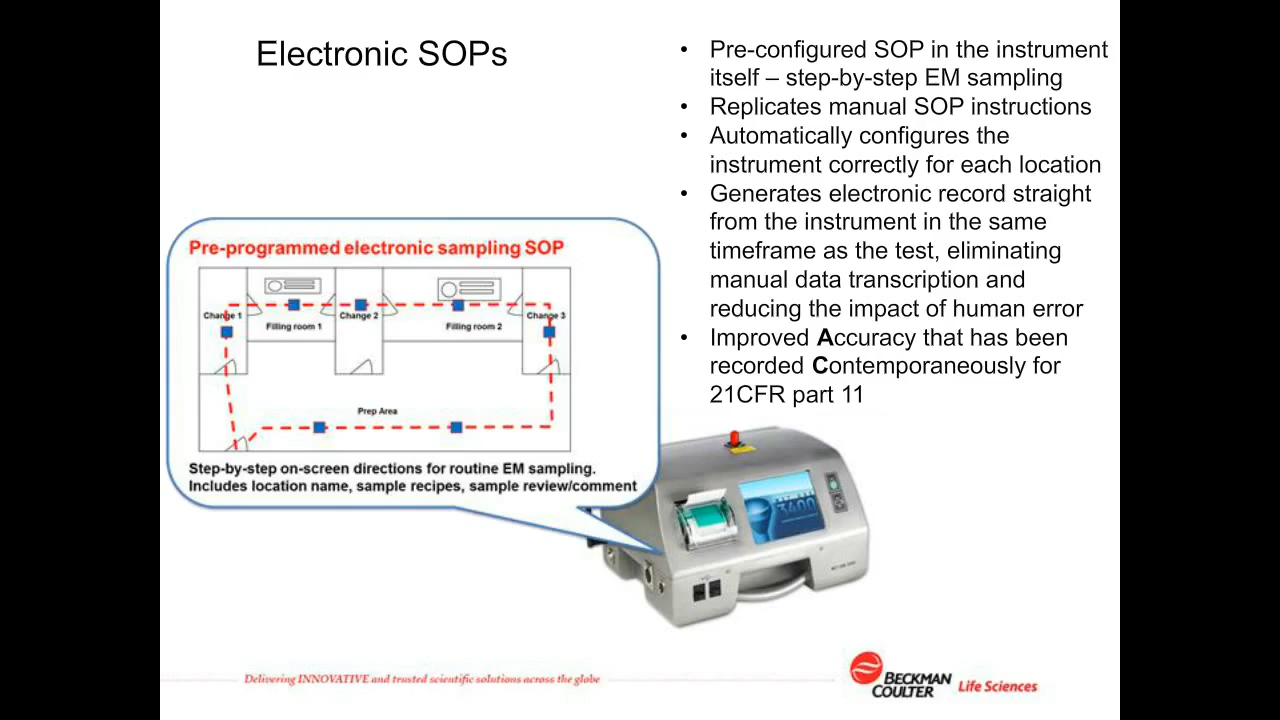 Electronic SOPs
• Pre-configured SOP in the instrument
itself – step-by-step EM sampling
• Replicates manual SOP instructions
• Automatically configures the
instrument correctly for each location
• Generates electronic record straight
from the instrument in the same
timeframe as the test, eliminating
manual data transcription and
reducing the impact of human error
• Improved Accuracy that has been
recorded Contemporaneously for
21CFR part 11
Pre-programmed electronic sampling SOP
Change 1
Filling room 1
Change 2
Filling room 2
Change 3
Prep Area
Step-by-step on-screen directions for routine EM sampling.
Includes location name, sample recipes, sample review/comment
3400
Delivering INNOVATIVE and trusted scientific solutions across the globe
BECKMAN
COULTER
Life Sciences